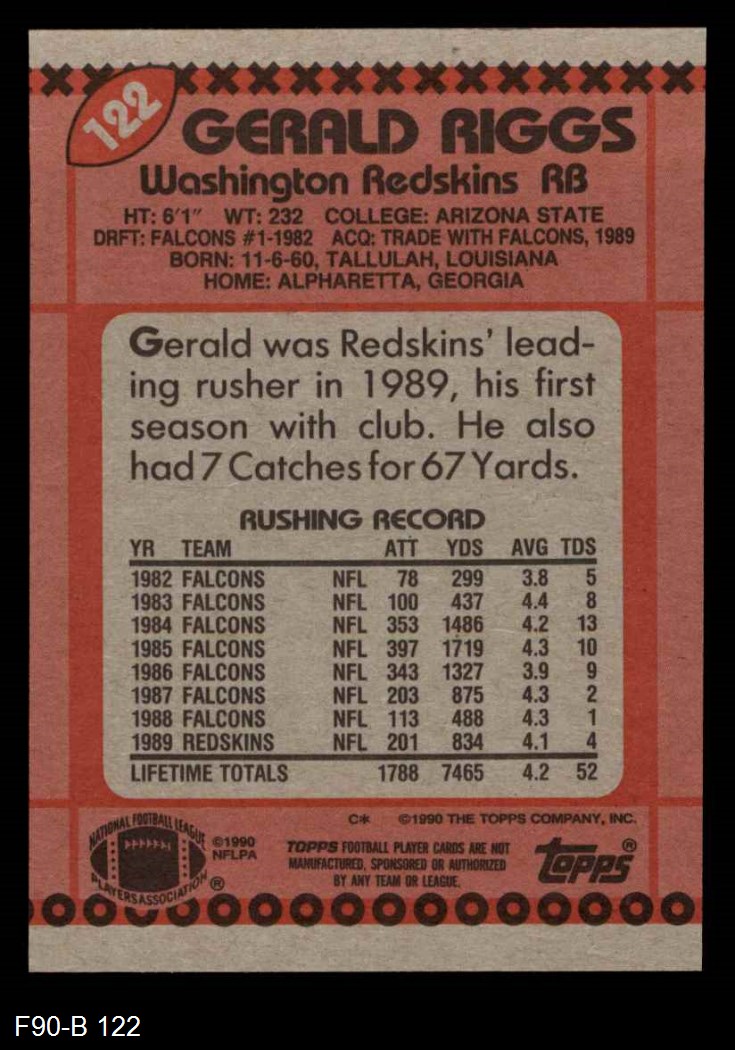 122
GERALD RIGGS
Washington Redskins RB
HT: 6'1" WT: 232 COLLEGE: ARIZONA STATE
DRFT: FALCONS #1-1982 ACQ: TRADE WITH FALCONS, 1989
BORN: 11-6-60, TALLULAH, LOUISIANA
HOME: ALPHARETTA, GEORGIA
Gerald was Redskins' lead-
ing rusher in 1989, his first
season with club. He also
had 7 Catches for 67 Yards.
RUSHING RECORD
YR TEAM ATT YDS AVG TDS
1982 FALCONS NFL 78 299 3.8 5
1983 FALCONS NFL 100 437 4.4 8
1984 FALCONS NFL 353 1486 4.2 13
1985 FALCONS NFL 397 1719 4.3 10
1986 FALCONS NFL 343 1327 3.9 9
1987 FALCONS NFL 203 875 4.3 2
1988 FALCONS NFL 113 488 4.3 1
1989 REDSKINS NFL 201 834 4.1 4
LIFETIME TOTALS 1788 7465 4.2 52
C* ©1990 THE TOPPS COMPANY, INC.
NATIONAL FOOTBALL LEAGUE
PLAYERS ASSOCIATION ®
©1990
NFLPA
TOPPS FOOTBALL PLAYER CARDS ARE NOT
MANUFACTURED, SPONSORED OR AUTHORIZED
BY ANY TEAM OR LEAGUE.
topps ®
F90-B 122